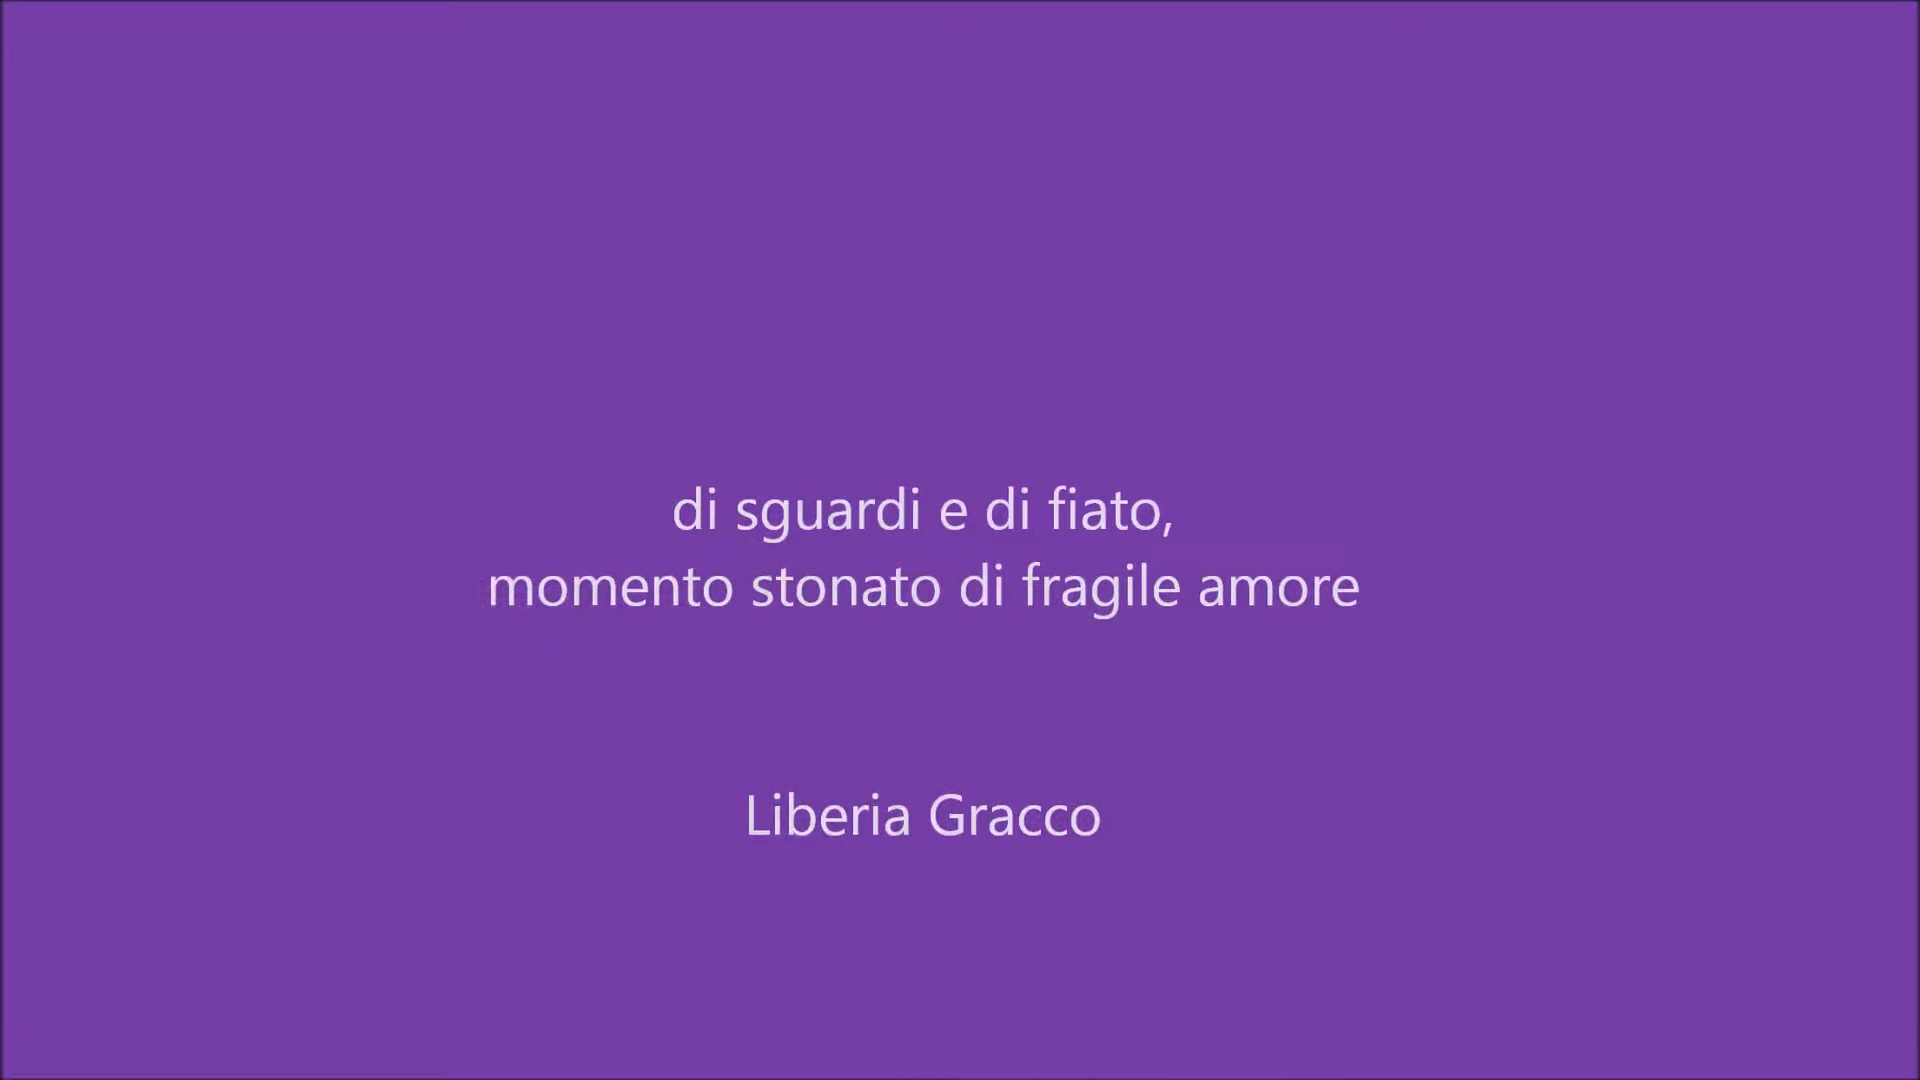 di sguardi e di fiato,
momento stonato di fragile amore
Liberia Gracco